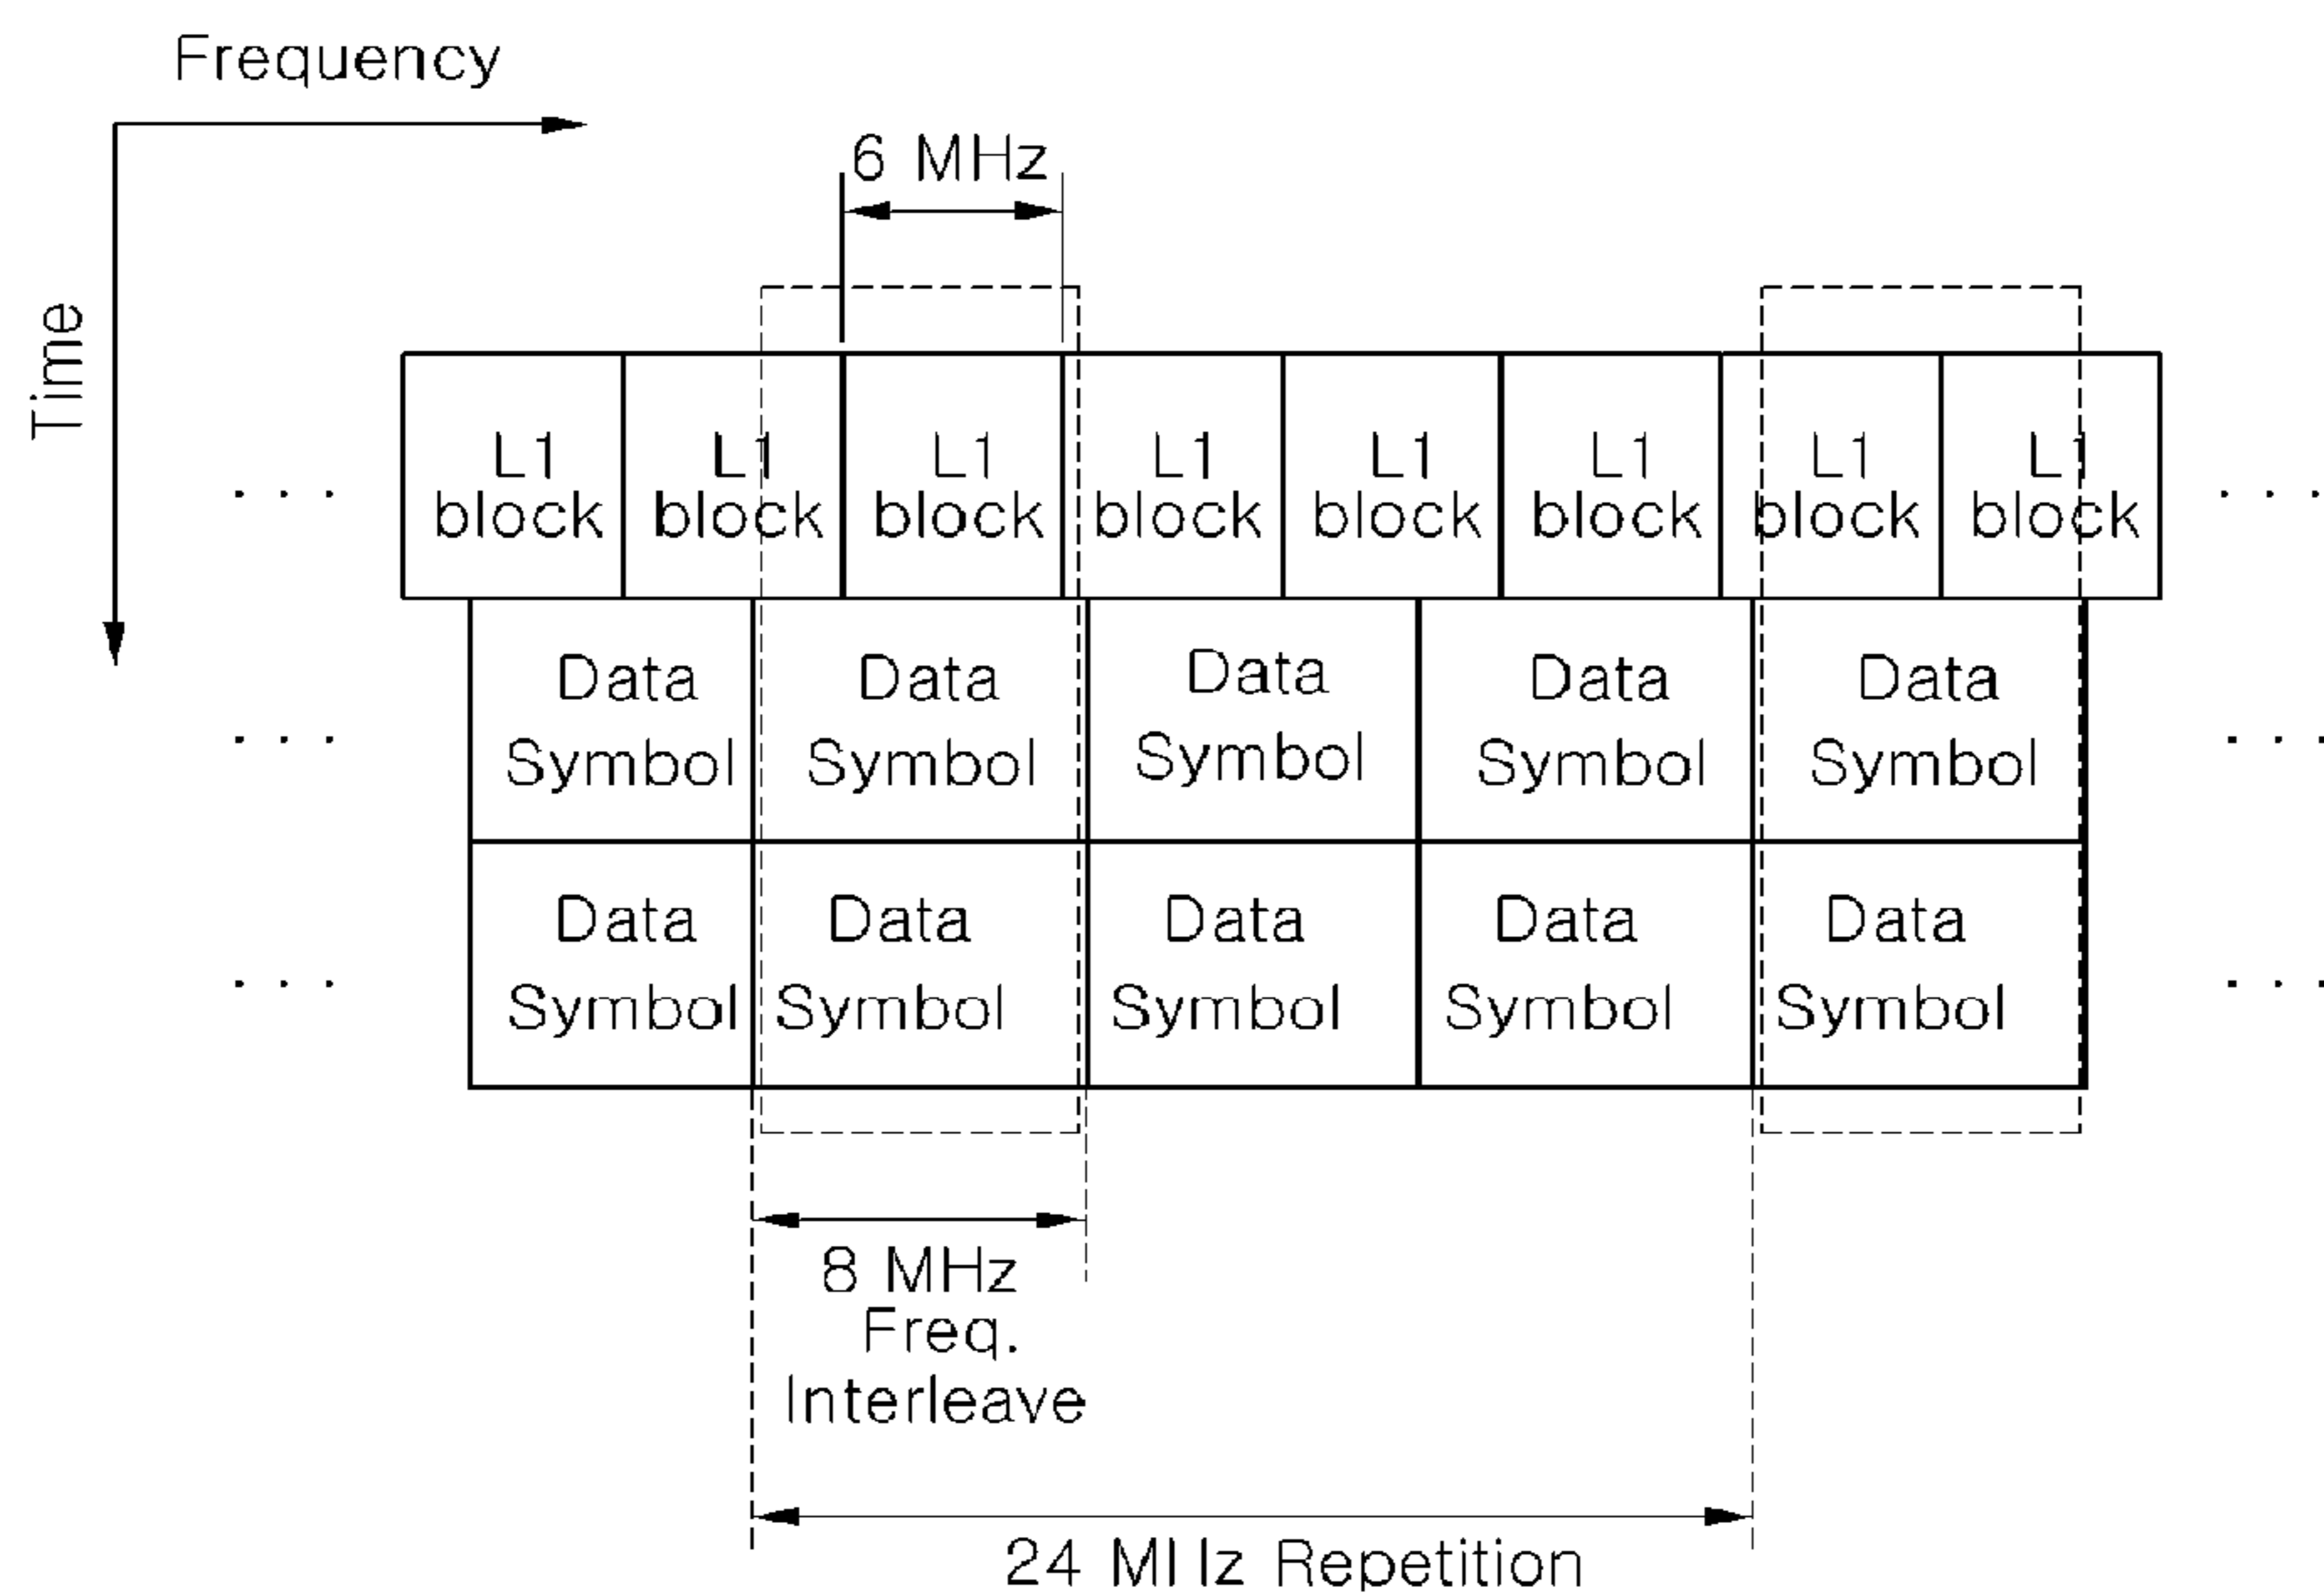 Frequency
6 MHz
Time
L1 L1 L1 L1 L1 L1 L1 L1
. . . block block block block block block block block . . .
Data Data Data Data Data
. . . Symbol Symbol Symbol Symbol Symbol . . .
Data Data Data Data Data
. . . Symbol Symbol Symbol Symbol Symbol . . .
8 MHz
Freq.
Interleave
24 MHz Repetition